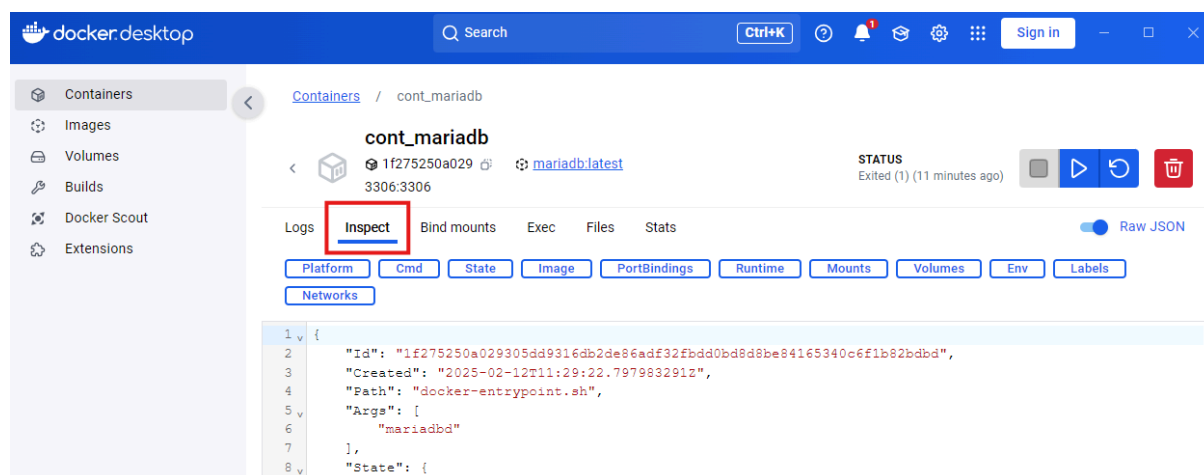 docker.desktop
Search
Ctrl+K
1
Sign in
Containers
Images
Volumes
Builds
Docker Scout
Extensions
Containers / cont_mariadb
cont_mariadb
1f275250a029 mariadb:latest
3306:3306
STATUS
Exited (1) (11 minutes ago)
Logs Inspect Bind mounts Exec Files Stats Raw JSON
Platform Cmd State Image PortBindings Runtime Mounts Volumes Env Labels
Networks
1 {
2 "Id": "1f275250a029305dd9316db2de86adf32fbdd0bd8d8be84165340c6f1b82bdbd",
3 "Created": "2025-02-12T11:29:22.797983291Z",
4 "Path": "docker-entrypoint.sh",
5 "Args": [
6 "mariadbd"
7 ],
8 "State": {